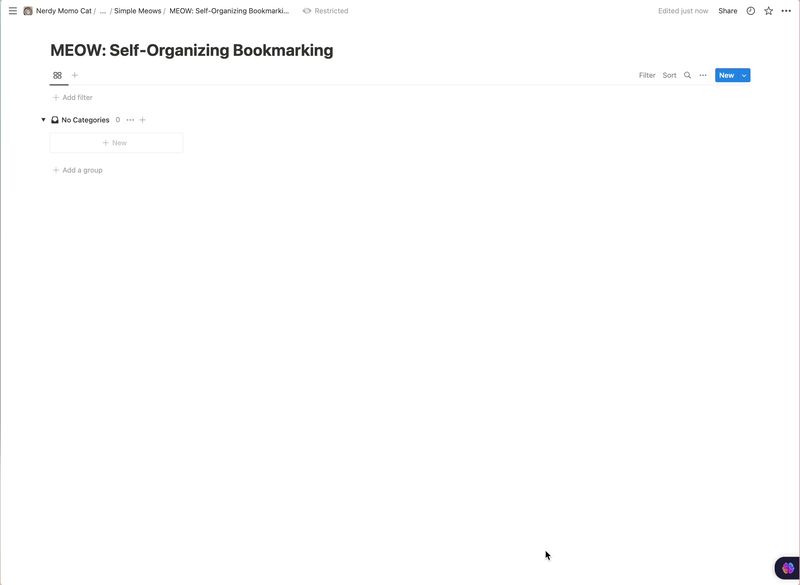 Nerdy Momo Cat / ... / Simple Meows / MEOW: Self-Organizing Bookmarki... Restricted Edited just now Share
MEOW: Self-Organizing Bookmarking
Filter Sort New
Add filter
No Categories 0
New
Add a group